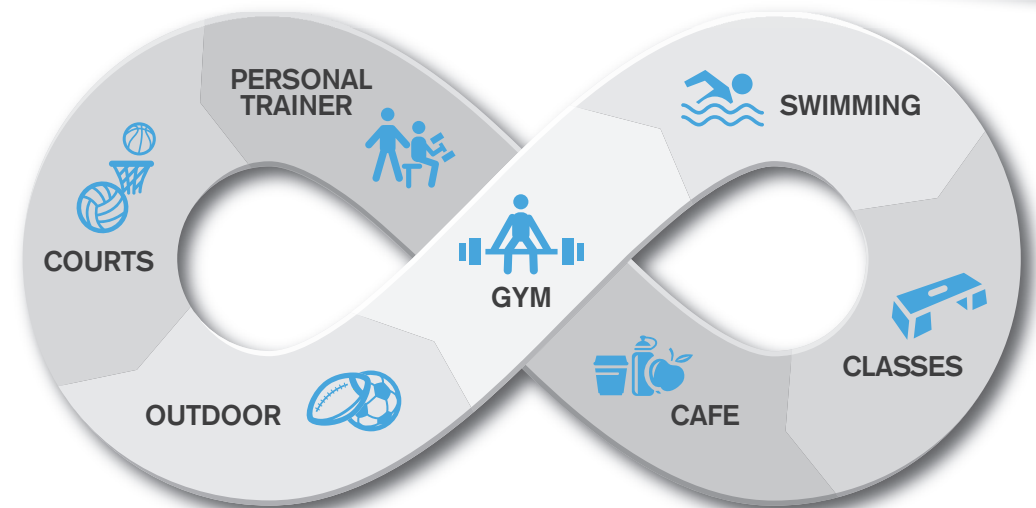 PERSONAL
TRAINER
SWIMMING
COURTS
GYM
CLASSES
OUTDOOR
CAFE